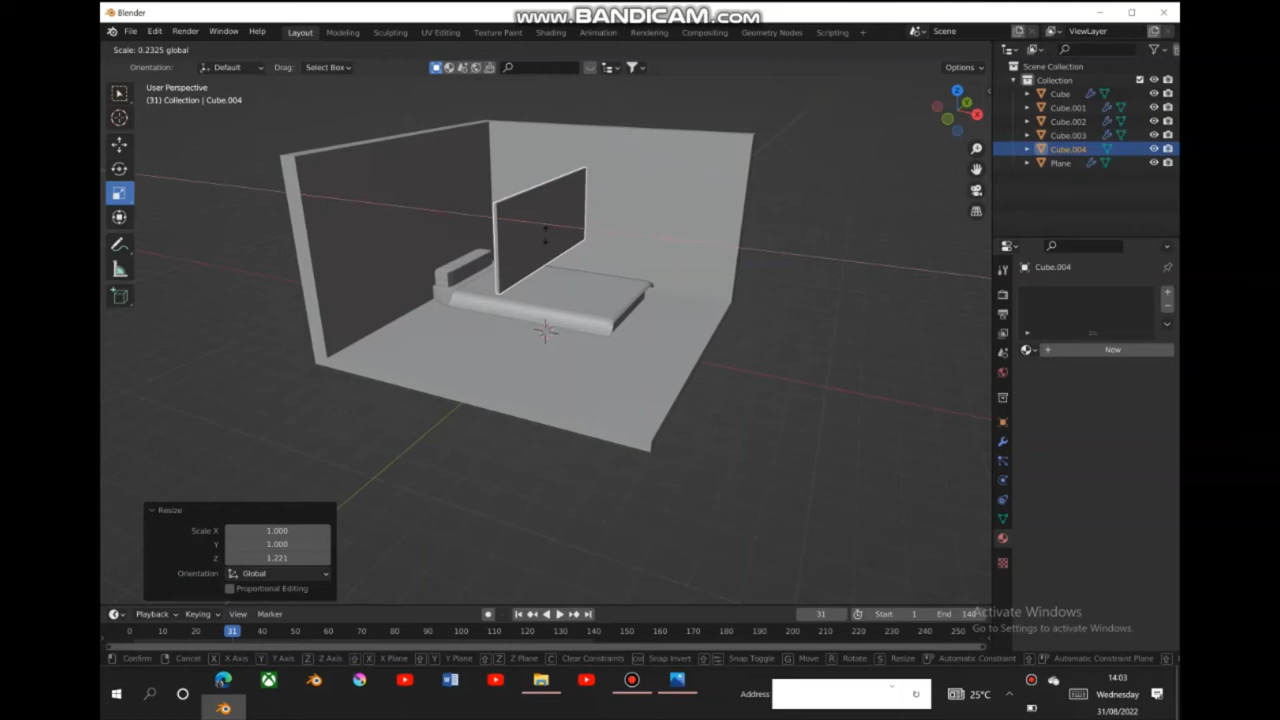 Blender
www.BANDICAM.com
File Edit Render Window Help
Layout Modeling Sculpting UV Editing Texture Paint Shading Animation Rendering Compositing Geometry Nodes Scripting +
Scene
ViewLayer
Scale: 0.2325 global
Orientation: Default Drag: Select Box
Options
User Perspective
(31) Collection | Cube.004
Z
Y
X
Scene Collection
Collection
Cube
Cube.001
Cube.002
Cube.003
Cube.004
Plane
Cube.004
+
New
Resize
Scale X 1.000
Y 1.000
Z 1.221
Orientation Global
Proportional Editing
Playback Keying View Marker
31 Start 1 End 140
0 10 20 31 40 50 60 70 80 90 100 110 120 130 140 150 160 170 180 190 200 210 220 230 240 250
Confirm Cancel X X Axis Y Y Axis Z Z Axis X X Plane Y Y Plane Z Z Plane C Clear Constraints Snap Invert Snap Toggle G Move R Rotate S Resize Automatic Constraint Automatic Constraint Plane
Activate Windows
Go to Settings to activate Windows.
Address
25°C
14:03
Wednesday
31/08/2022